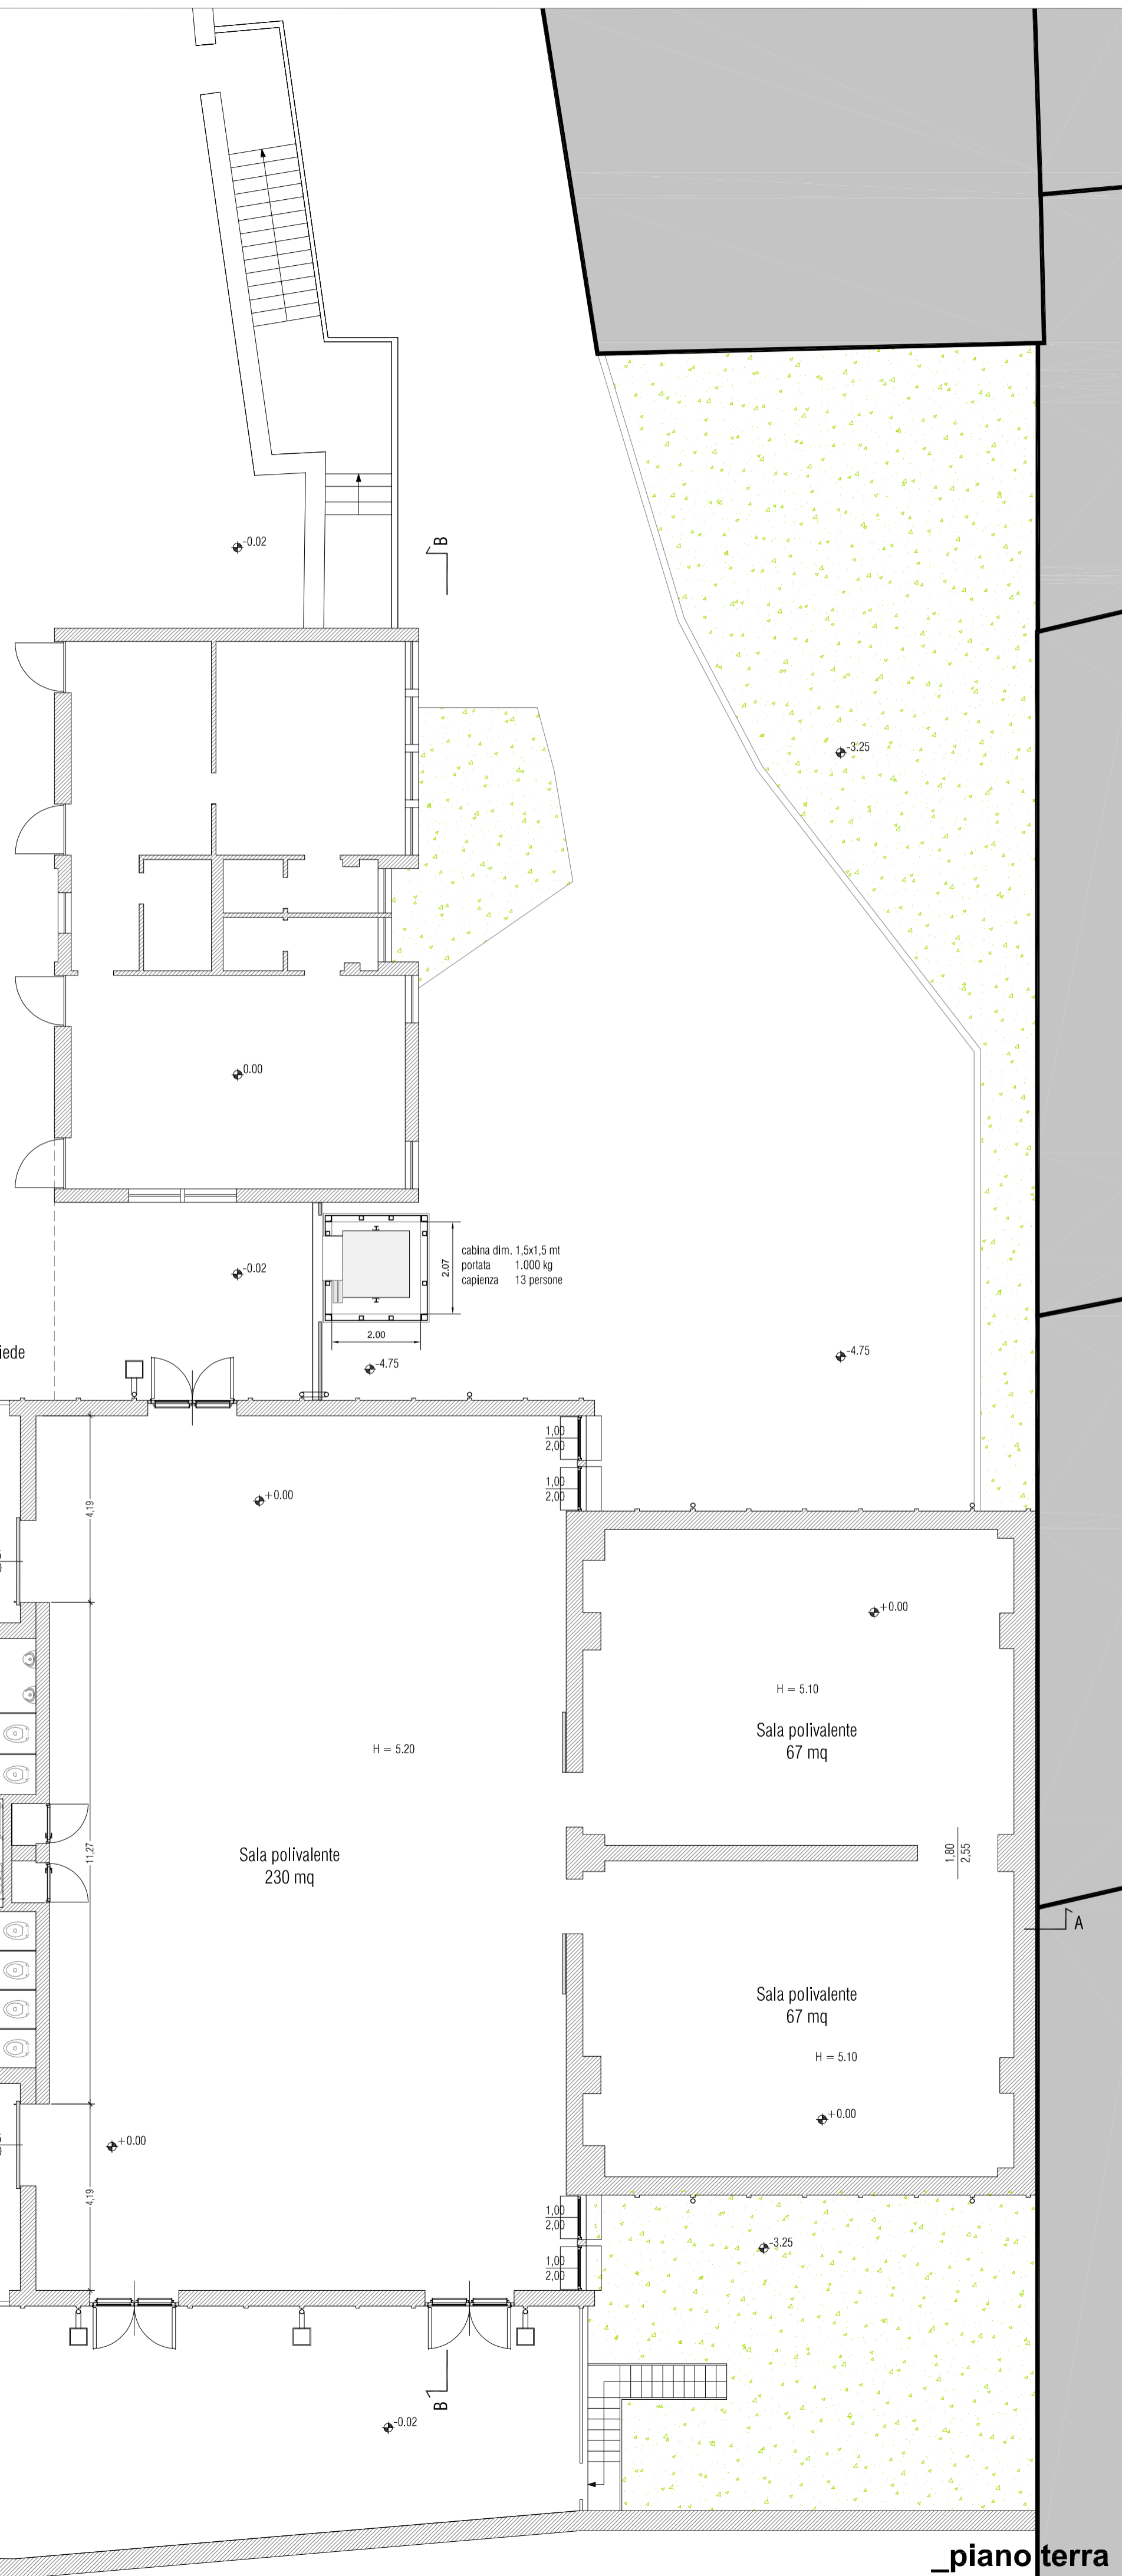 -0.02
B
-3.25
0.00
-0.02
cabina dim. 1,5x1,5 mt
portata 1.000 kg
capienza 13 persone
2.07
2.00
-4.75
-4.75
iede
1,00
2,00
1,00
2,00
4,19
+0.00
+0.00
H = 5.10
Sala polivalente
67 mq
H = 5.20
11,27
Sala polivalente
230 mq
1,80
2,55
A
Sala polivalente
67 mq
H = 5.10
+0.00
+0.00
4,19
1,00
2,00
1,00
2,00
-3.25
B
-0.02
_piano terra